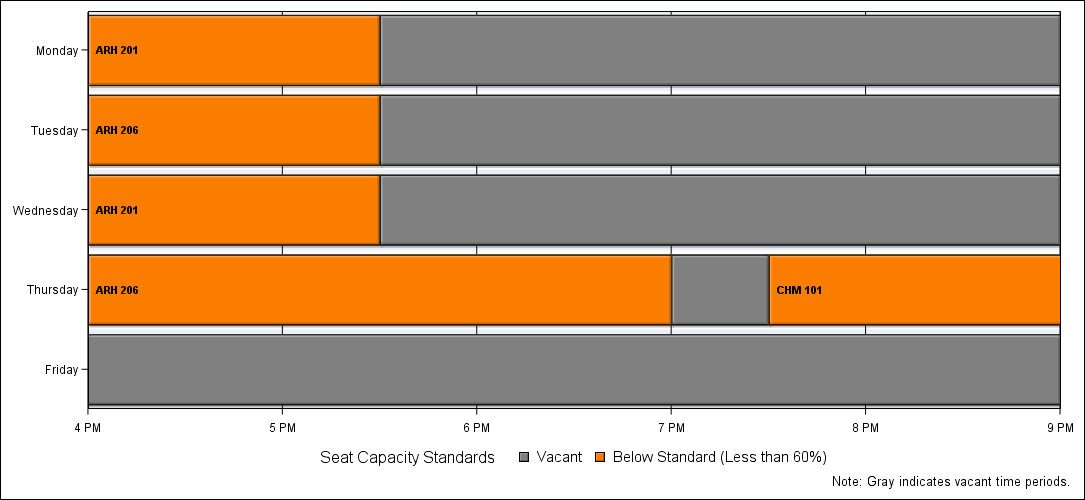 Monday
ARH 201
Tuesday
ARH 206
Wednesday
ARH 201
Thursday
ARH 206
CHM 101
Friday
4 PM
5 PM
6 PM
7 PM
8 PM
9 PM
Seat Capacity Standards
Vacant
Below Standard (Less than 60%)
Note: Gray indicates vacant time periods.